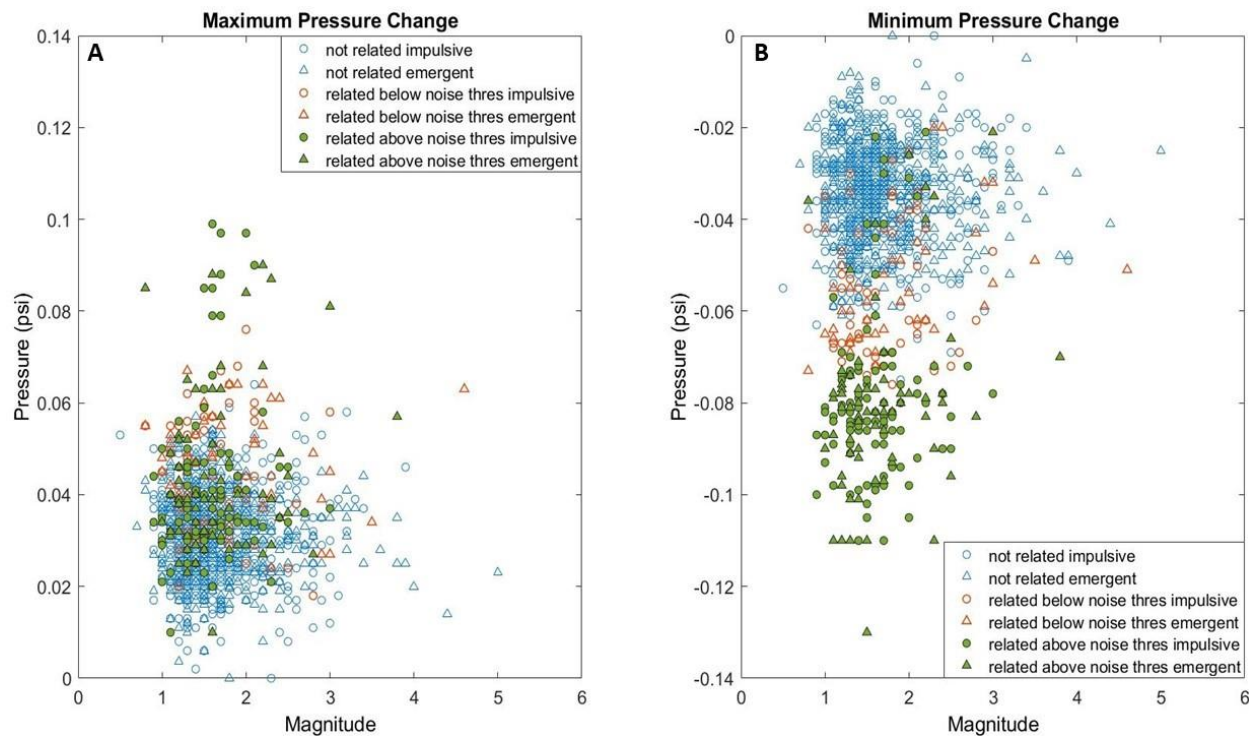 Maximum Pressure Change
A
not related impulsive
not related emergent
related below noise thres impulsive
related below noise thres emergent
related above noise thres impulsive
related above noise thres emergent
0.14
0.12
0.1
0.08
0.06
0.04
0.02
0
Pressure (psi)
0 1 2 3 4 5 6
Magnitude
Minimum Pressure Change
B
0
-0.02
-0.04
-0.06
-0.08
-0.1
-0.12
-0.14
Pressure (psi)
not related impulsive
not related emergent
related below noise thres impulsive
related below noise thres emergent
related above noise thres impulsive
related above noise thres emergent
0 1 2 3 4 5 6
Magnitude